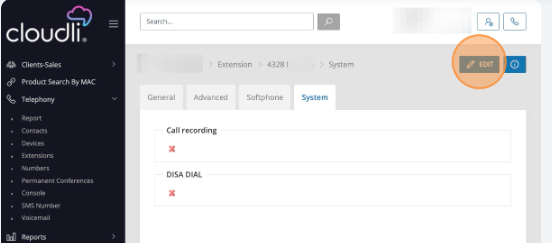 cloudli.
Search...
Clients-Sales
Product Search By MAC
Telephony
Report
Contacts
Devices
Extensions
Numbers
Permanent Conferences
Console
SMS Number
Voicemail
Reports
> Extension > 4328 I > System
EDIT
General Advanced Softphone System
Call recording
DISA DIAL